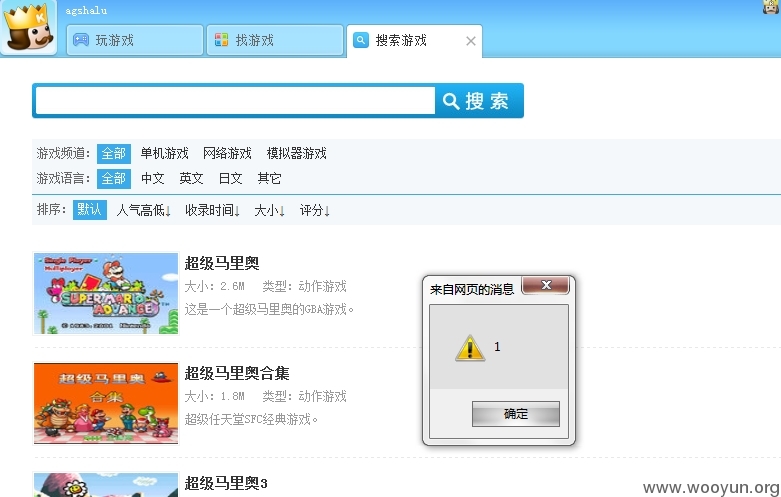 agshalu
玩游戏 找游戏 搜索游戏
搜 索
游戏频道： 全部 单机游戏 网络游戏 模拟器游戏
游戏语言： 全部 中文 英文 日文 其它
排序： 默认 人气高低↓ 收录时间↓ 大小↓ 评分↓
Single Player
Multiplayer
SUPER MARIO
ADVANCE
超级马里奥
大小：2.6M 类型：动作游戏
这是一个超级马里奥的GBA游戏。
来自网页的消息
1
确定
超级马里奥
合集
超级马里奥合集
大小：1.8M 类型：动作游戏
超级任天堂SFC经典游戏。
超级马里奥3
www.wooyun.org